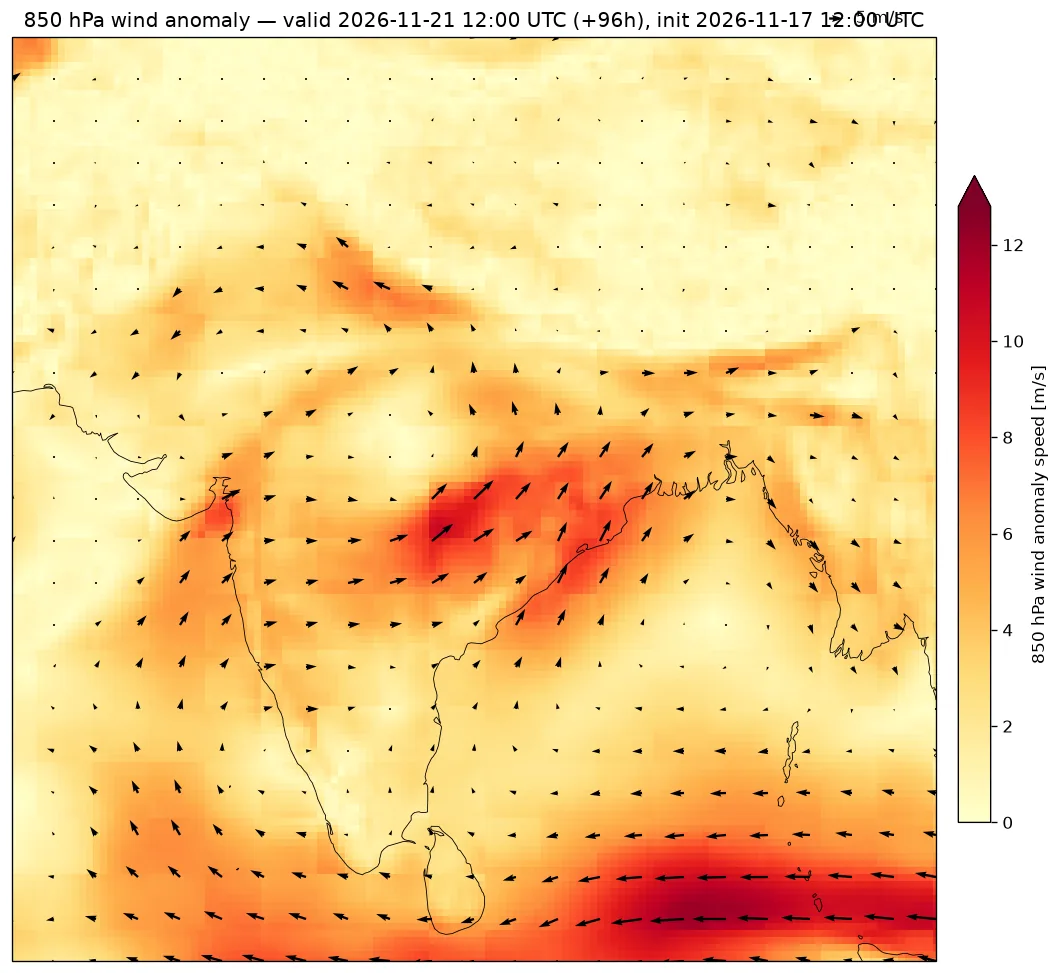 850 hPa wind anomaly — valid 2026-11-21 12:00 UTC (+96h), init 2026-11-17 12:00 UTC
5 m/s
12
10
8
6
4
2
0
850 hPa wind anomaly speed [m/s]